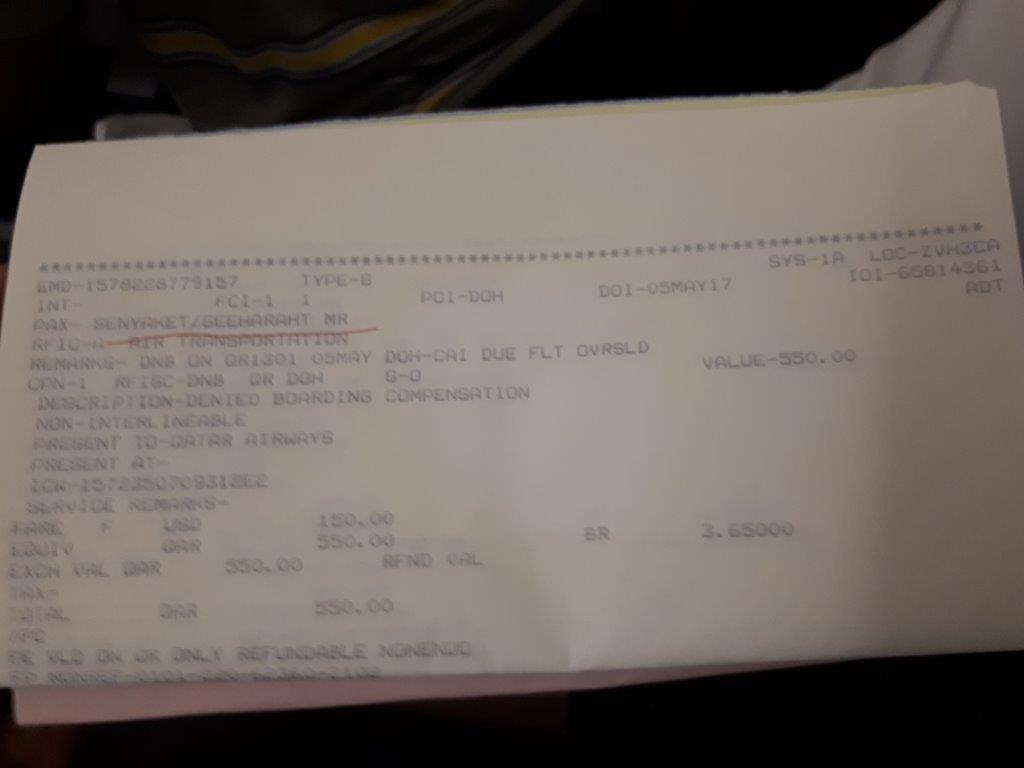 ********************************************************************************
EMD-1578228779157 TYPE-S SYS-1A LOC-ZVH3CA
INT- FCI-1 1 POI-DOH DOI-05MAY17 IOI-65814361
PAX- SENYAKET/SEEHARAHT MR ADT
RFIC-A AIR TRANSPORTATION
REMARKS- DNB ON QR1301 05MAY DOH-CAI DUE FLT OVRSLD
CPN-1 RFISC-DNB QR DOH S-O VALUE-550.00
DESCRIPTION-DENIED BOARDING COMPENSATION
NON-INTERLINEABLE
PRESENT TO-QATAR AIRWAYS
PRESENT AT-
ICW-1572350709312E2
SERVICE REMARKS-
FARE F USD 150.00
EQUIV QAR 550.00 BR 3.65000
EXCH VAL QAR 550.00 RFND VAL
TAX-
TOTAL QAR 550.00
/FC
FE VLD ON QR ONLY REFUNDABLE NONENDO